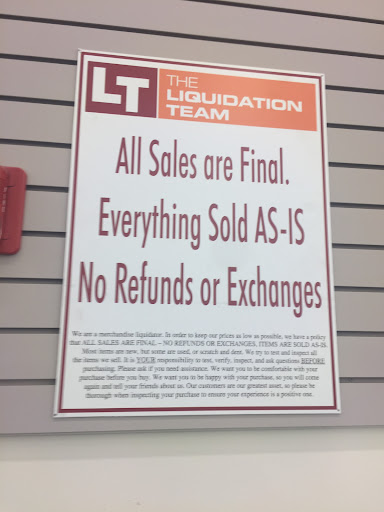 LT THE
LIQUIDATION
TEAM
All Sales are Final.
Everything Sold AS-IS
No Refunds or Exchanges
We are a merchandise liquidator. In order to keep our prices as low as possible, we have a policy
that ALL SALES ARE FINAL – NO REFUNDS OR EXCHANGES, ITEMS ARE SOLD AS-IS.
Most items are new, but some are used, or scratch and dent. We try to test and inspect all
the items we sell. It is YOUR responsibility to test, verify, inspect, and ask questions BEFORE
purchasing. Please ask if you need assistance. We want you to be comfortable with your
purchase before you buy. We want you to be happy with your purchase, so you will come
again and tell your friends about us. Our customers are our greatest asset, so please be
thorough when inspecting your purchase to ensure your experience is a positive one.